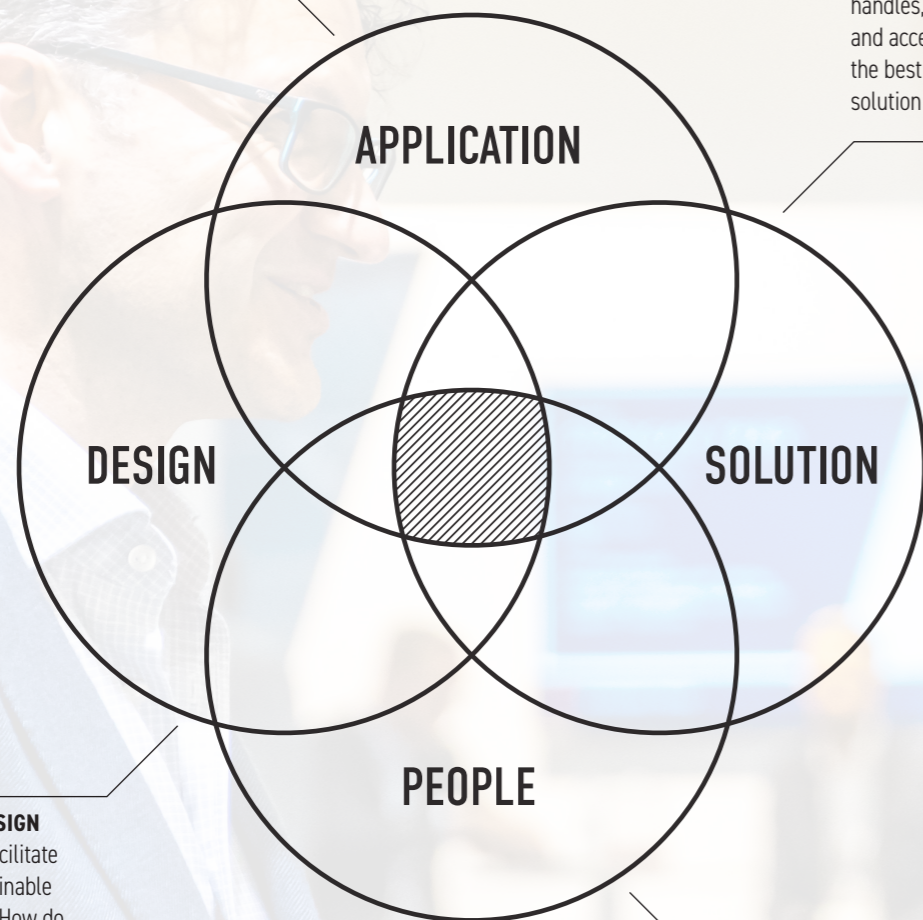 handles,
and acce
the best
solution
APPLICATION
DESIGN
SOLUTION
PEOPLE
SIGN
cilitate
inable
How do